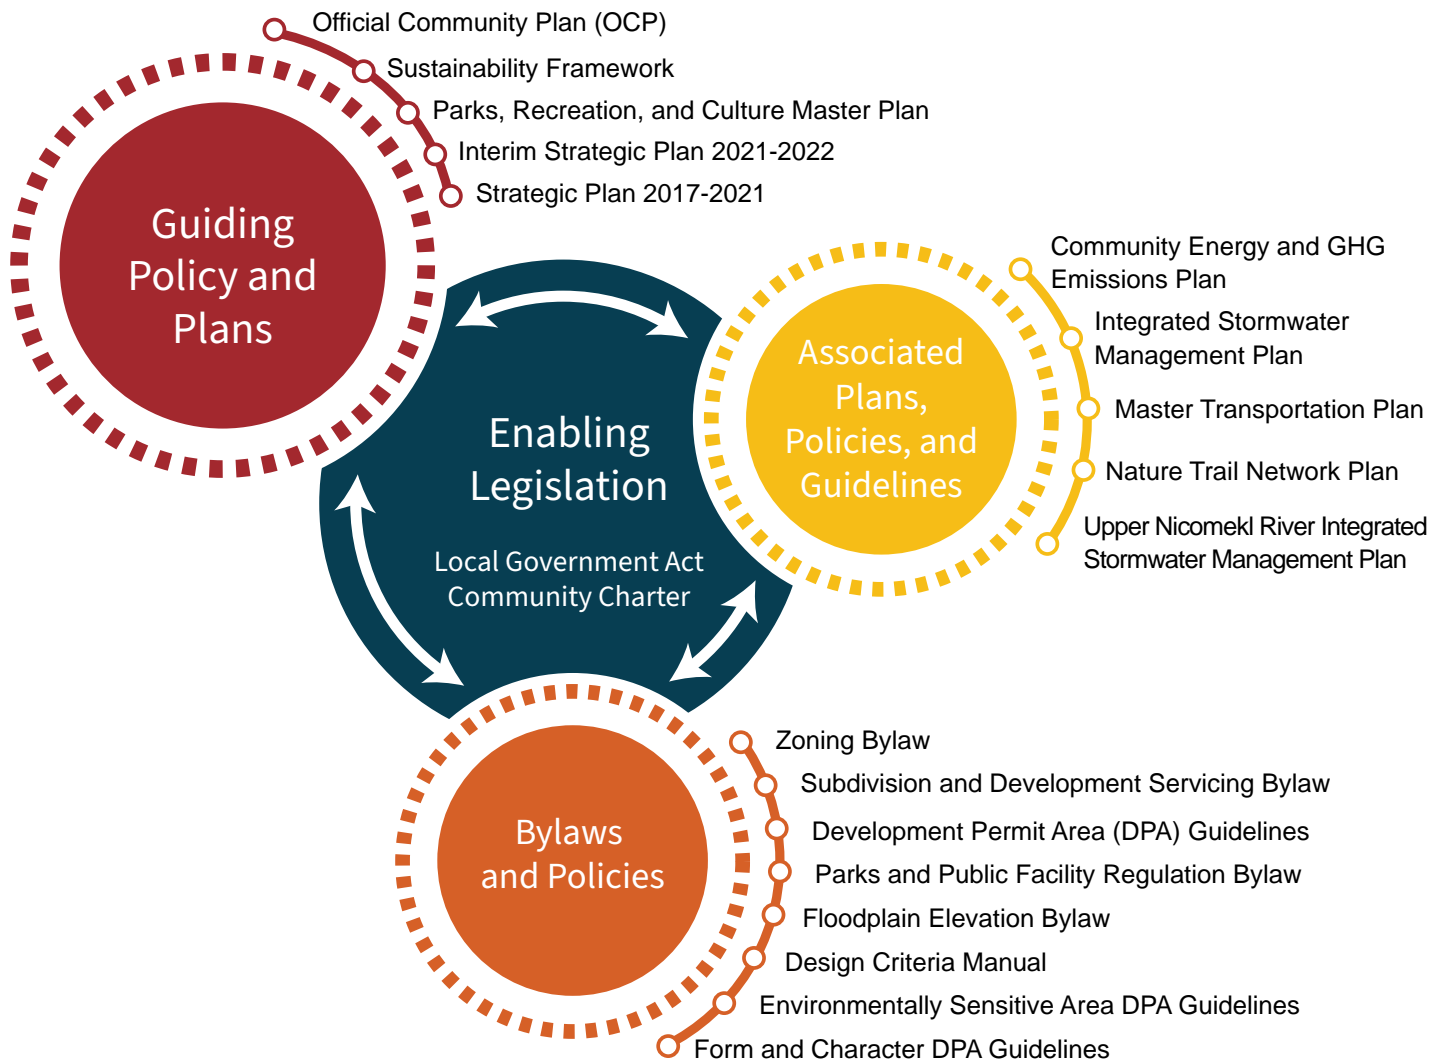 Official Community Plan (OCP)
Sustainability Framework
Parks, Recreation, and Culture Master Plan
Interim Strategic Plan 2021-2022
Strategic Plan 2017-2021
Guiding
Policy and
Plans
Community Energy and GHG
Emissions Plan
Integrated Stormwater
Management Plan
Master Transportation Plan
Nature Trail Network Plan
Upper Nicomekl River Integrated
Stormwater Management Plan
Associated
Plans,
Policies, and
Guidelines
Enabling
Legislation
Local Government Act
Community Charter
Bylaws
and Policies
Zoning Bylaw
Subdivision and Development Servicing Bylaw
Development Permit Area (DPA) Guidelines
Parks and Public Facility Regulation Bylaw
Floodplain Elevation Bylaw
Design Criteria Manual
Environmentally Sensitive Area DPA Guidelines
Form and Character DPA Guidelines